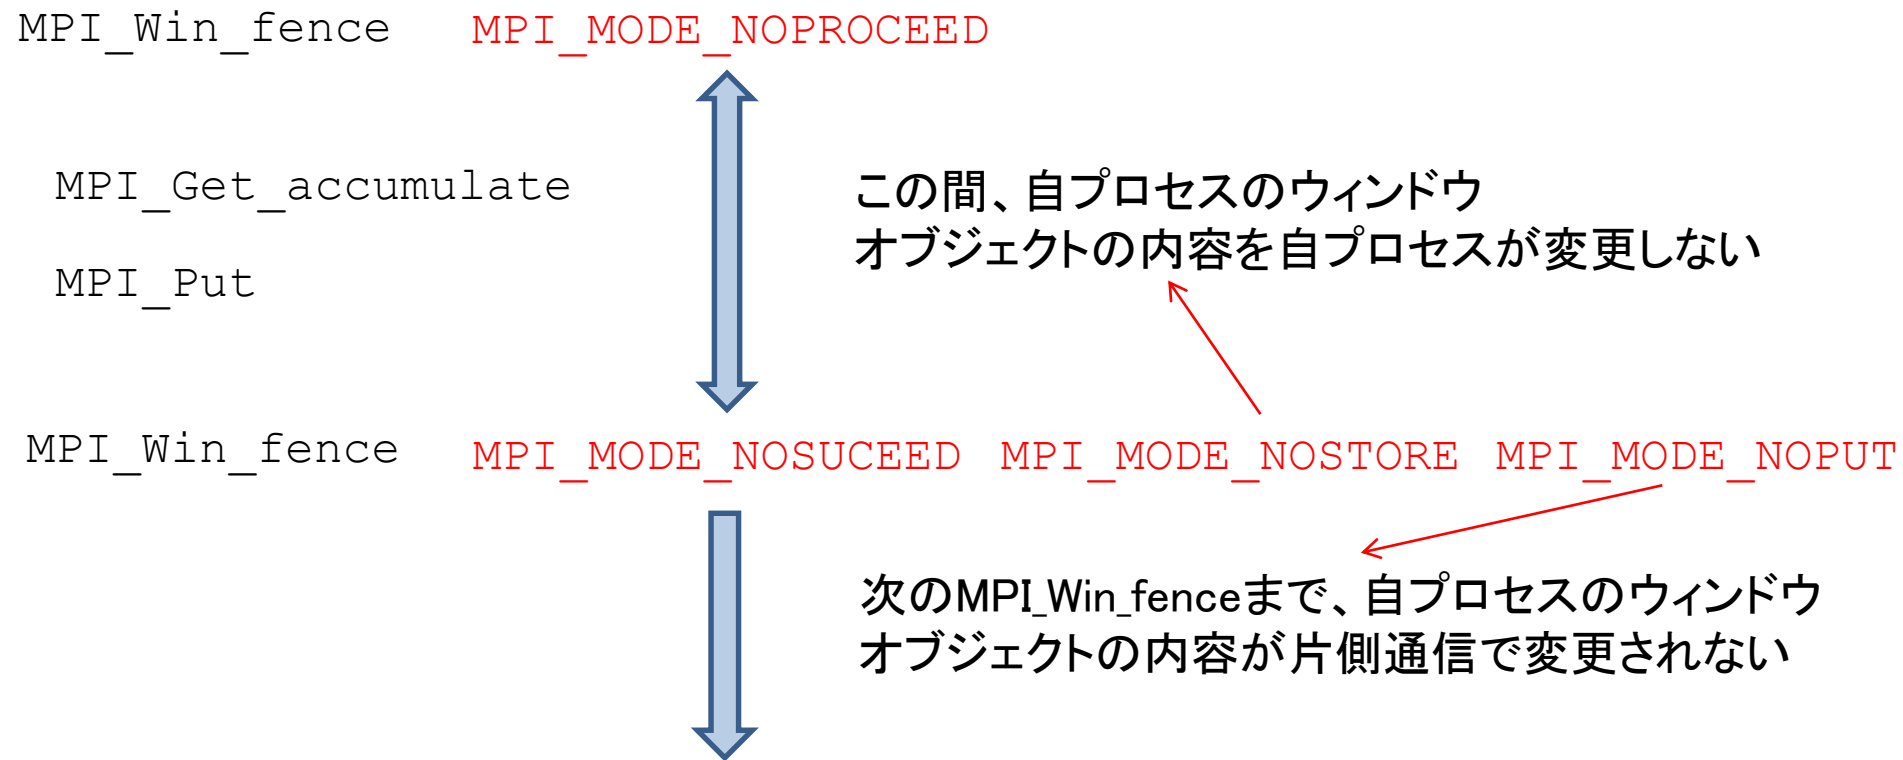 MPI_Win_fence MPI_MODE_NOPROCEED
MPI_Get_accumulate
MPI_Put
この間、自プロセスのウィンドウ
オブジェクトの内容を自プロセスが変更しない
MPI_Win_fence MPI_MODE_NOSUCEED MPI_MODE_NOSTORE MPI_MODE_NOPUT
次のMPI_Win_fenceまで、自プロセスのウィンドウ
オブジェクトの内容が片側通信で変更されない